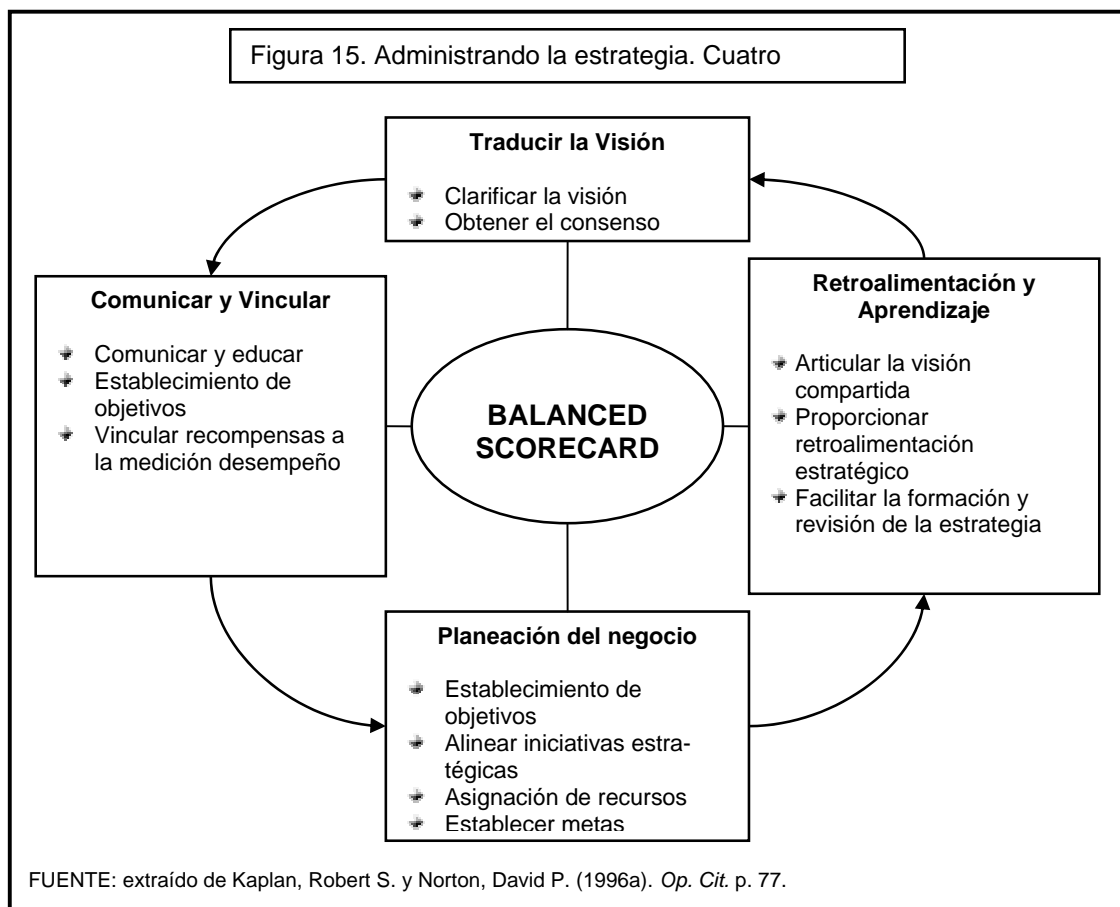 Figura 15. Administrando la estrategia. Cuatro
Traducir la Visión
Clarificar la visión
Obtener el consenso
Comunicar y Vincular
Comunicar y educar
Establecimiento de
objetivos
Vincular recompensas a
la medición desempeño
BALANCED
SCORECARD
Retroalimentación y
Aprendizaje
Articular la visión
compartida
Proporcionar
retroalimentación
estratégico
Facilitar la formación y
revisión de la estrategia
Planeación del negocio
Establecimiento de
objetivos
Alinear iniciativas estra-
tégicas
Asignación de recursos
Establecer metas
FUENTE: extraído de Kaplan, Robert S. y Norton, David P. (1996a). Op. Cit. p. 77.